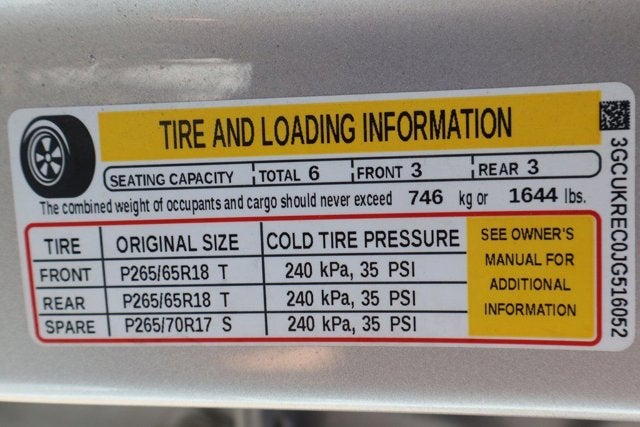 TIRE AND LOADING INFORMATION
SEATING CAPACITY TOTAL 6 FRONT 3 REAR 3
The combined weight of occupants and cargo should never exceed 746 kg or 1644 lbs.
TIRE ORIGINAL SIZE COLD TIRE PRESSURE
FRONT P265/65R18 T 240 kPa, 35 PSI
REAR P265/65R18 T 240 kPa, 35 PSI
SPARE P265/70R17 S 240 kPa, 35 PSI
SEE OWNER'S
MANUAL FOR
ADDITIONAL
INFORMATION
3GCUKREC0JG516052